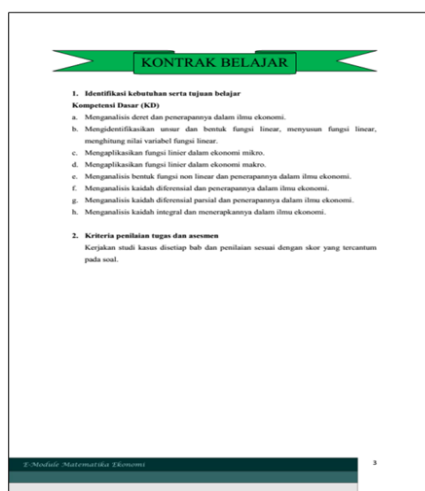 KONTRAK BELAJAR
1. Identifikasi kebutuhan serta tujuan belajar
Kompetensi Dasar (KD)
a. Menganalisis deret dan penerapannya dalam ilmu ekonomi.
b. Mengidentifikasikan unsur dan bentuk fungsi linear, menyusun fungsi linear,
menghitung nilai variabel fungsi linear.
c. Mengaplikasikan fungsi linier dalam ekonomi mikro.
d. Mengaplikasikan fungsi linier dalam ekonomi makro.
e. Menganalisis bentuk fungsi non linear dan penerapannya dalam ilmu ekonomi.
f. Menganalisis kaidah diferensial dan penerapannya dalam ilmu ekonomi.
g. Menganalisis kaidah diferensial parsial dan penerapannya dalam ilmu ekonomi.
h. Menganalisis kaidah integral dan menerapkannya dalam ilmu ekonomi.
2. Kriteria penilaian tugas dan asesmen
Kerjakan studi kasus disetiap bab dan penilaian sesuai dengan skor yang tercantum
pada soal.
E-Module Matematika Ekonomi
3